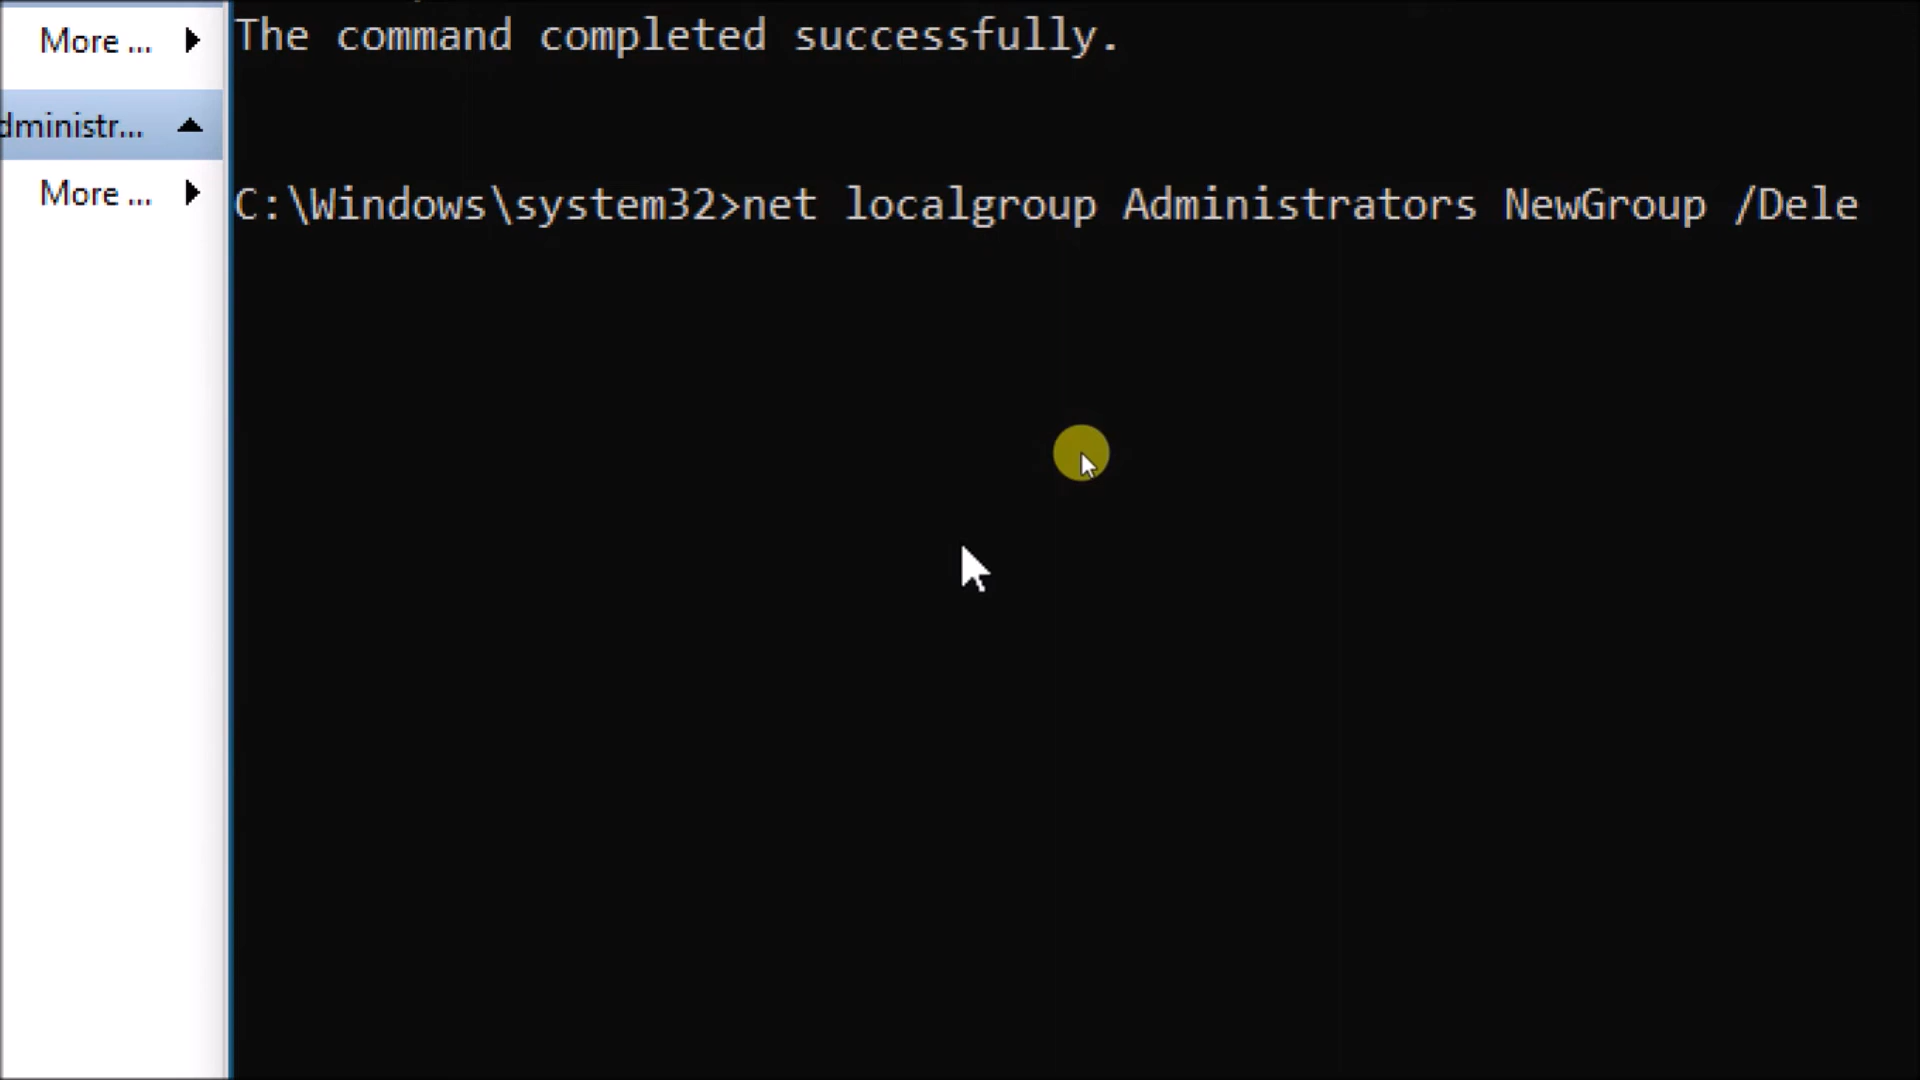 More ...
The command completed successfully.
dministr...
More ...
C:\Windows\system32>net localgroup Administrators NewGroup /Dele